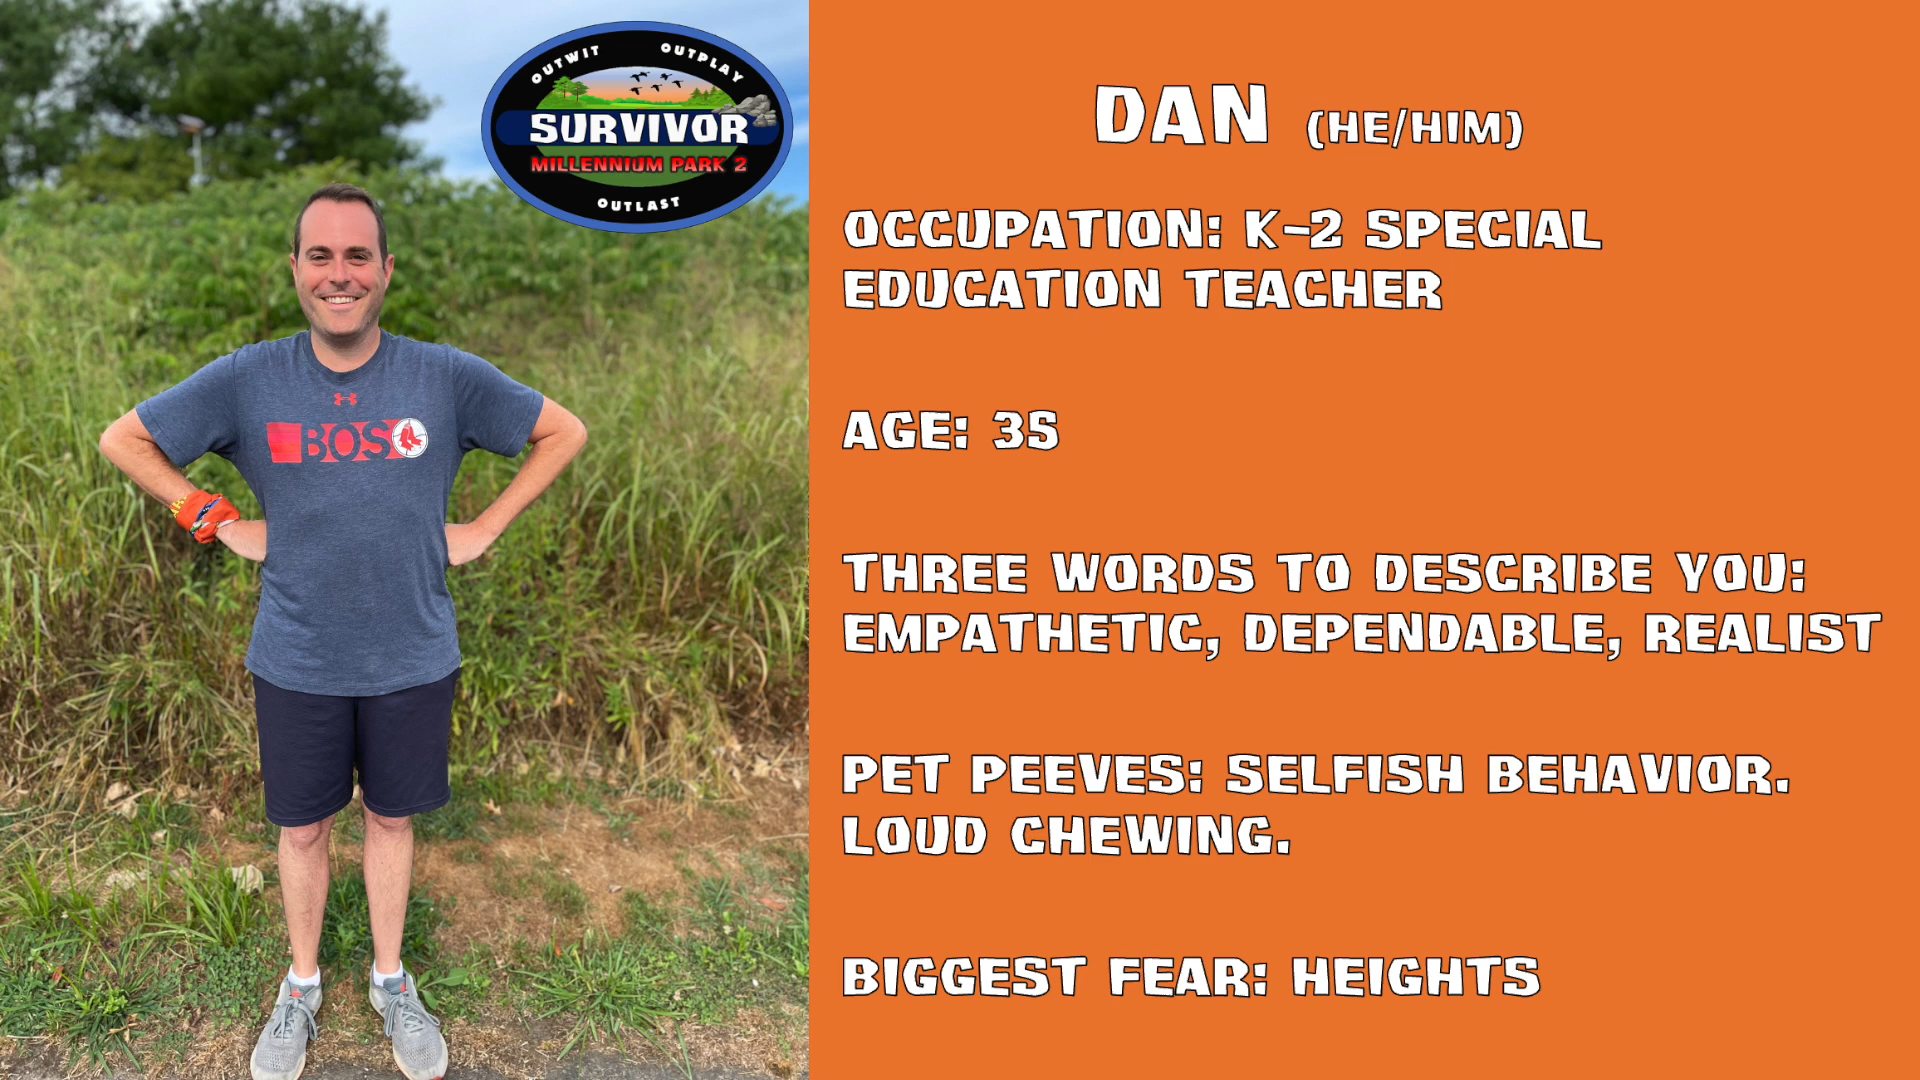 OUTWIT OUTPLAY
SURVIVOR
MILLENNIUM PARK 2
OUTLAST
BOS
DAN (HE/HIM)
OCCUPATION: K-2 SPECIAL
EDUCATION TEACHER
AGE: 35
THREE WORDS TO DESCRIBE YOU:
EMPATHETIC, DEPENDABLE, REALIST
PET PEEVES: SELFISH BEHAVIOR.
LOUD CHEWING.
BIGGEST FEAR: HEIGHTS